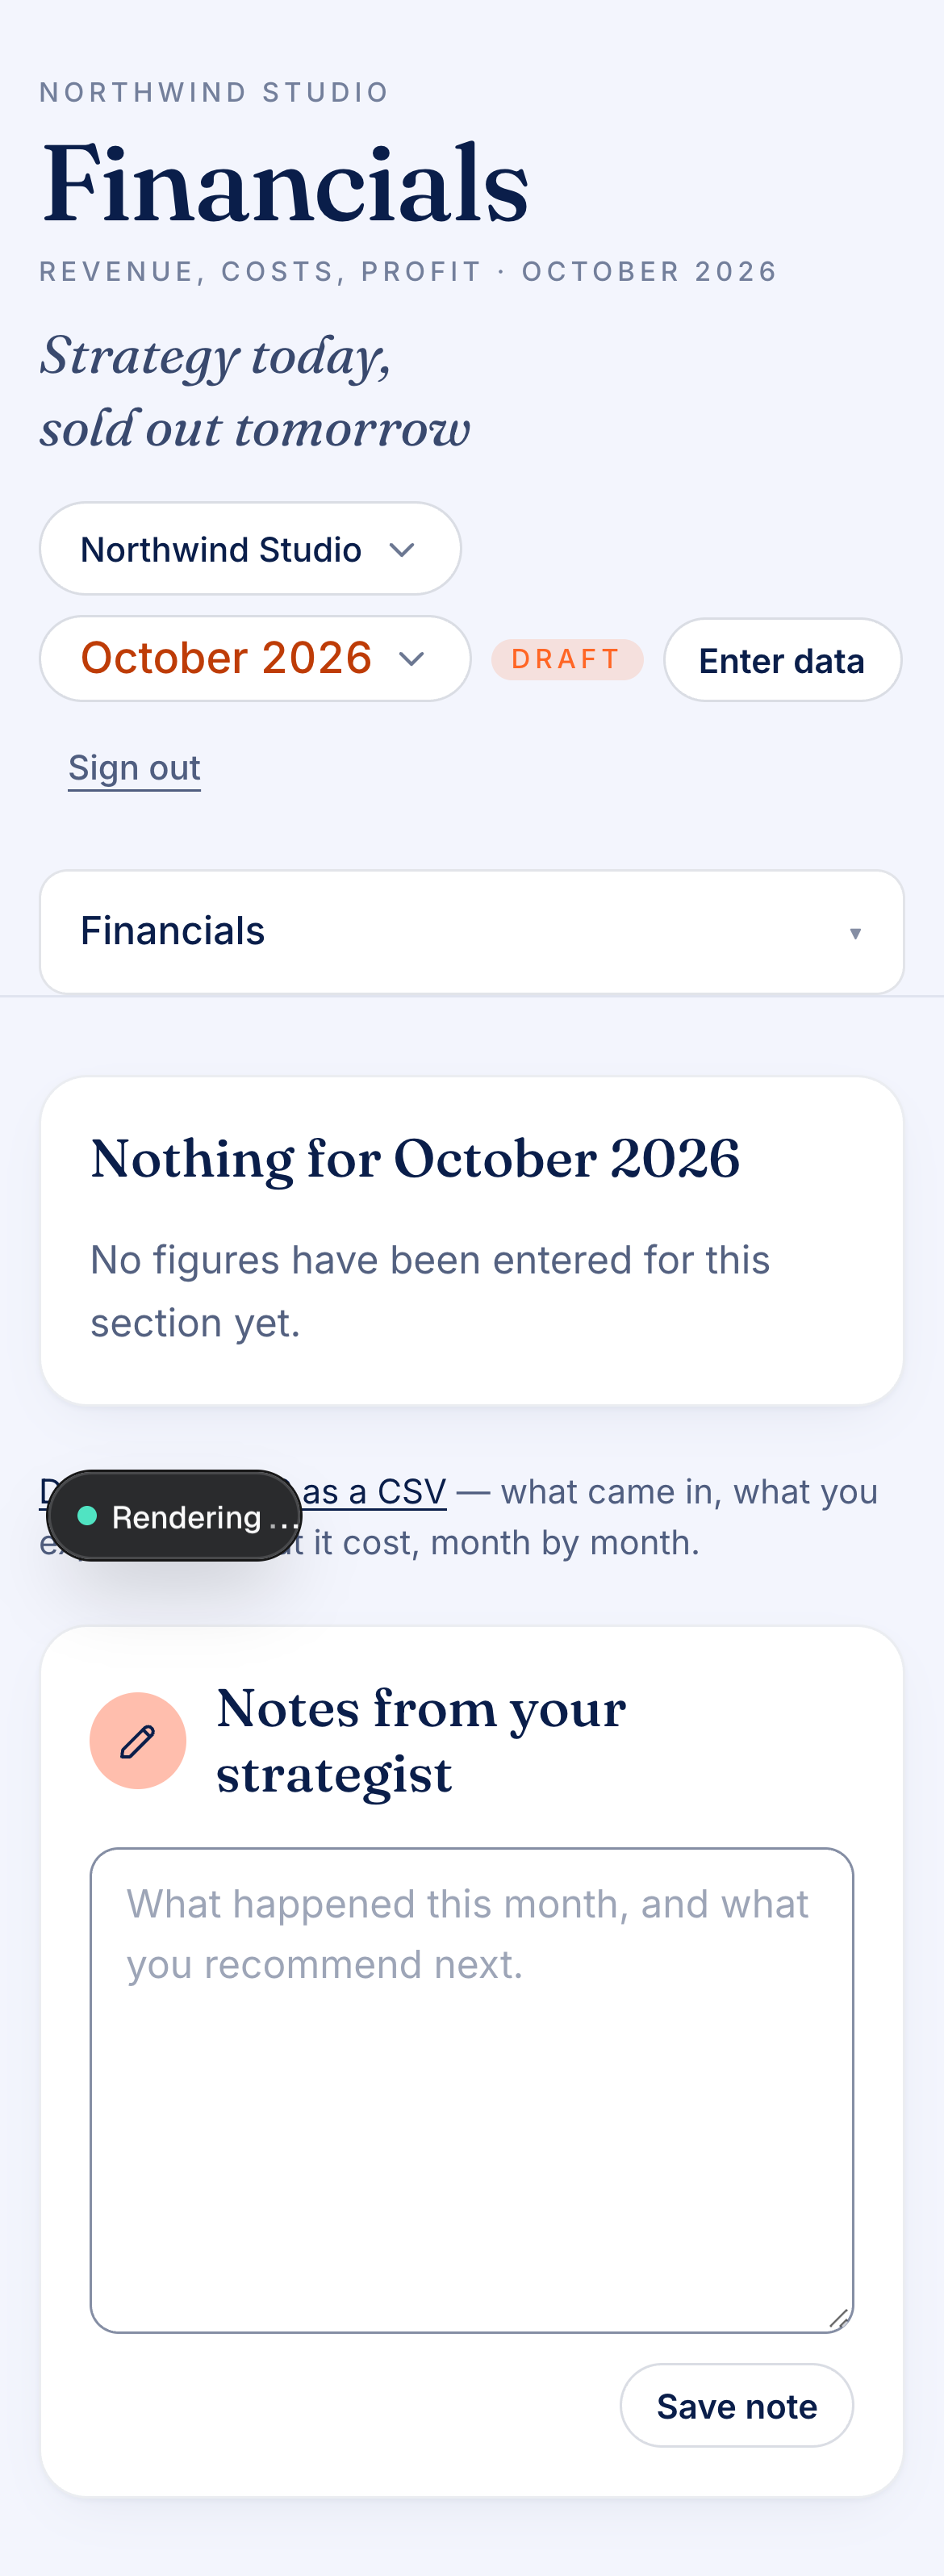 NORTHWIND STUDIO
Financials
REVENUE, COSTS, PROFIT · OCTOBER 2026
Strategy today,
sold out tomorrow
Northwind Studio
October 2026
DRAFT
Enter data
Sign out
Financials
Nothing for October 2026
No figures have been entered for this
section yet.
as a CSV — what came in, what you
Rendering ...
it cost, month by month.
Notes from your
strategist
What happened this month, and what
you recommend next.
Save note